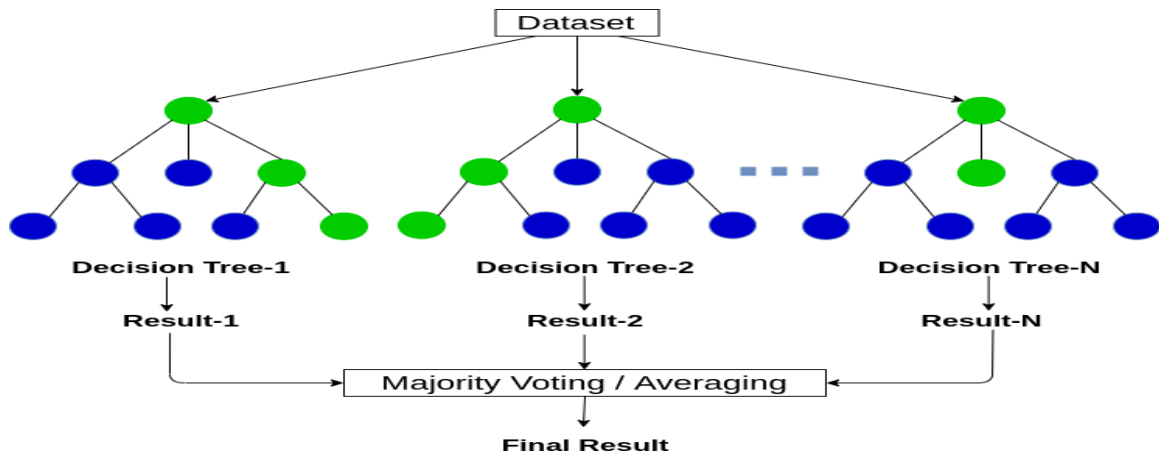 Dataset
Decision Tree-1
Decision Tree-2
Decision Tree-N
Result-1
Result-2
Result-N
Majority Voting / Averaging
Final Result